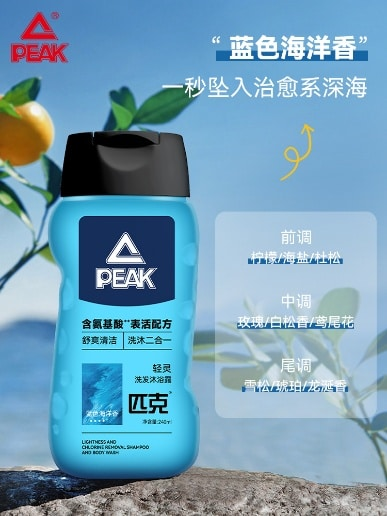 PEAK
“ 蓝色海洋香 ”
一秒坠入治愈系深海
前调
柠檬/海盐/杜松
中调
玫瑰/白松香/鸢尾花
尾调
雪松/琥珀/龙涎香
PEAK
含氨基酸**表活配方
舒爽清洁 洗沐二合一
轻灵
洗发沐浴露
蓝色海洋香
匹克
净含量:240ml
LIGHTNESS AND
CHLORINE REMOVAL SHAMPOO
AND BODY WASH